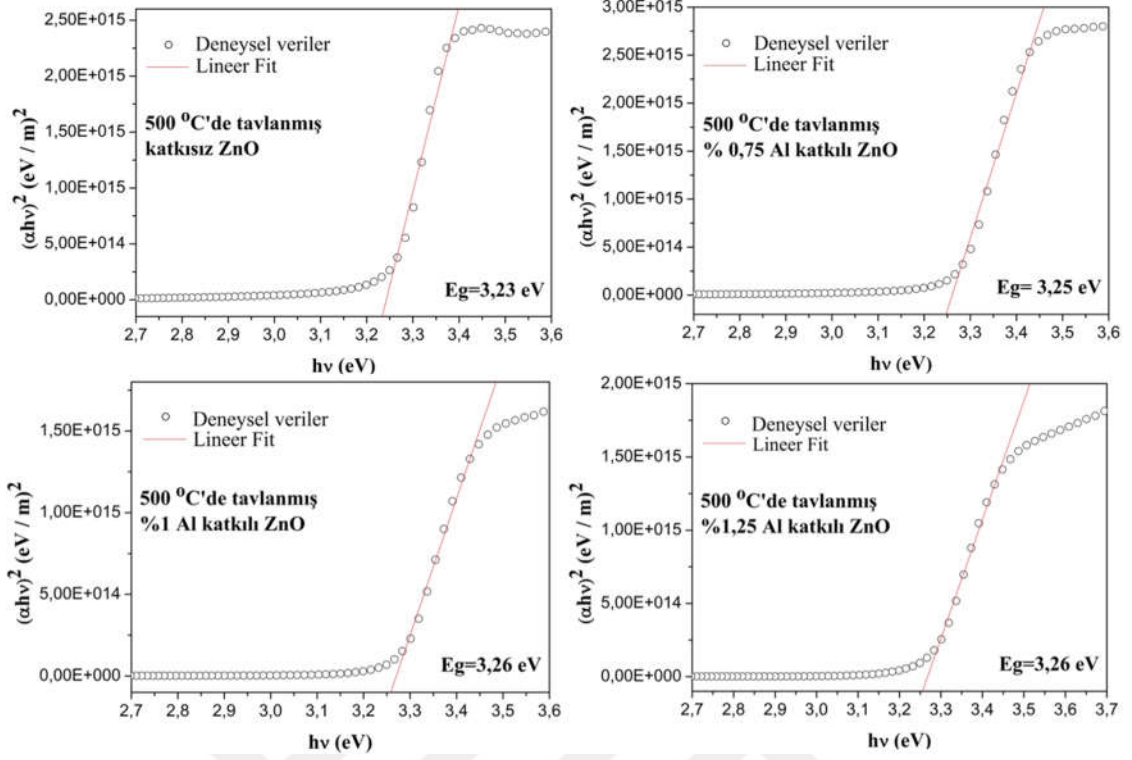 2,50E+015
2,00E+015
1,50E+015
1,00E+015
5,00E+014
0,00E+000
(αhν)² (eV / m)²
Deneysel veriler
Lineer Fit
500 ⁰C'de tavlanmış
katkısız ZnO
Eg=3,23 eV
2,7 2,8 2,9 3,0 3,1 3,2 3,3 3,4 3,5 3,6
hν (eV)
3,00E+015
2,50E+015
2,00E+015
1,50E+015
1,00E+015
5,00E+014
0,00E+000
(αhν)² (eV / m)²
Deneysel veriler
Lineer Fit
500 ⁰C'de tavlanmış
% 0,75 Al katkılı ZnO
Eg= 3,25 eV
2,7 2,8 2,9 3,0 3,1 3,2 3,3 3,4 3,5 3,6
hν (eV)
1,50E+015
1,00E+015
5,00E+014
0,00E+000
(αhν)² (eV / m)²
Deneysel veriler
Lineer Fit
500 ⁰C'de tavlanmış
%1 Al katkılı ZnO
Eg=3,26 eV
2,7 2,8 2,9 3,0 3,1 3,2 3,3 3,4 3,5 3,6
hν (eV)
2,00E+015
1,50E+015
1,00E+015
5,00E+014
0,00E+000
(αhν)² (eV / m)²
Deneysel veriler
Lineer Fit
500 ⁰C'de tavlanmış
%1,25 Al katkılı ZnO
Eg=3,26 eV
2,7 2,8 2,9 3,0 3,1 3,2 3,3 3,4 3,5 3,6 3,7
hν (eV)